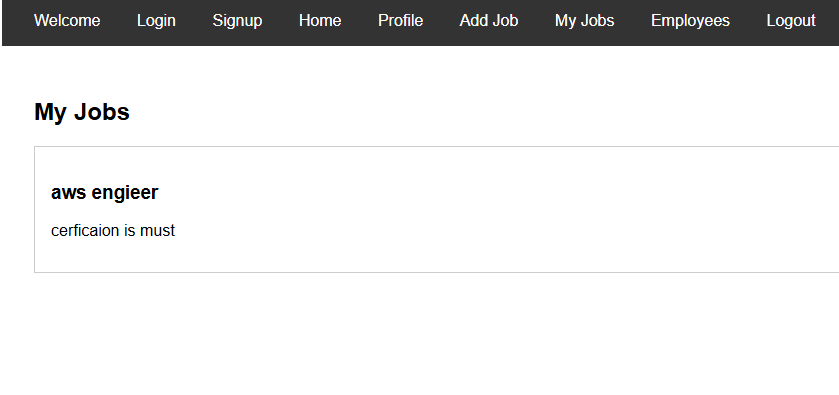 Welcome Login Signup Home Profile Add Job My Jobs Employees Logout
My Jobs
aws engieer
cerficaion is must